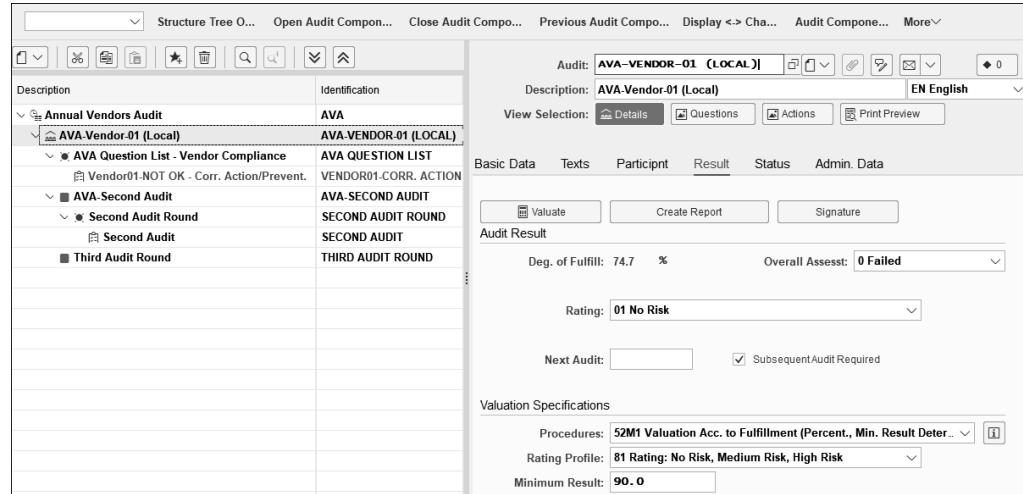 Structure Tree O... Open Audit Compon... Close Audit Compo... Previous Audit Compo... Display <-> Cha... Audit Compone... More
Audit: AVA-VENDOR-01 (LOCAL) 0
Description Identification
Description: AVA-Vendor-01 (Local) EN English
Annual Vendors Audit AVA
View Selection: Details Questions Actions Print Preview
AVA-Vendor-01 (Local) AVA-VENDOR-01 (LOCAL)
AVA Question List - Vendor Compliance AVA QUESTION LIST
Basic Data Texts Participnt Result Status Admin. Data
Vendor01-NOT OK - Corr. Action/Prevent. VENDOR01-CORR. ACTION
AVA-Second Audit AVA-SECOND AUDIT
Second Audit Round SECOND AUDIT ROUND
Valuate Create Report Signature
Second Audit SECOND AUDIT
Audit Result
Third Audit Round THIRD AUDIT ROUND
Deg. of Fulfill: 74.7 % Overall Assesst: 0 Failed
Rating: 01 No Risk
Next Audit: Subsequent Audit Required
Valuation Specifications
Procedures: 52M1 Valuation Acc. to Fulfillment (Percent., Min. Result Deter...
Rating Profile: 81 Rating: No Risk, Medium Risk, High Risk
Minimum Result: 90.0